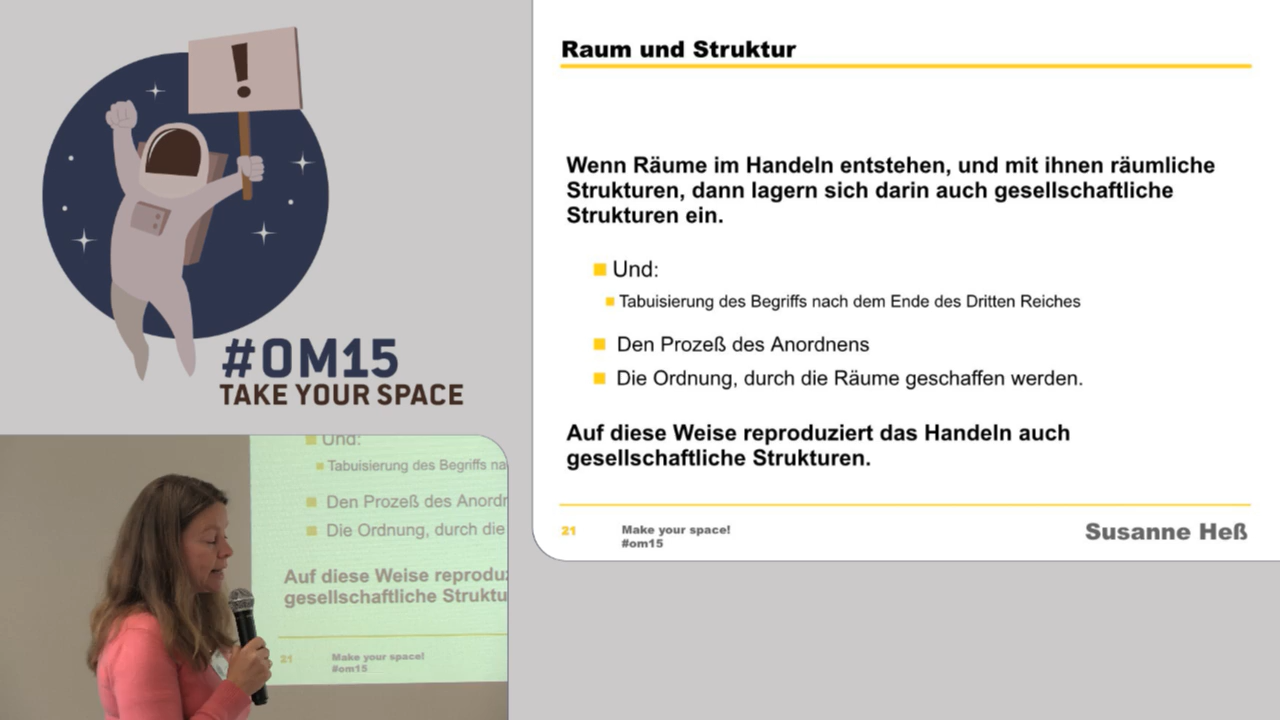 !
#OM15
TAKE YOUR SPACE
Raum und Struktur
Wenn Räume im Handeln entstehen, und mit ihnen räumliche
Strukturen, dann lagern sich darin auch gesellschaftliche
Strukturen ein.
Und:
Tabuisierung des Begriffs nach dem Ende des Dritten Reiches
Den Prozeß des Anordnens
Die Ordnung, durch die Räume geschaffen werden.
Auf diese Weise reproduziert das Handeln auch
gesellschaftliche Strukturen.
21
Make your space!
#om15
Susanne Heß
Und:
Tabuisierung des Begriffs na
Den Prozeß des Anordn
Die Ordnung, durch die
Auf diese Weise reproduz
gesellschaftliche Struktu
21
Make your space!
#om15